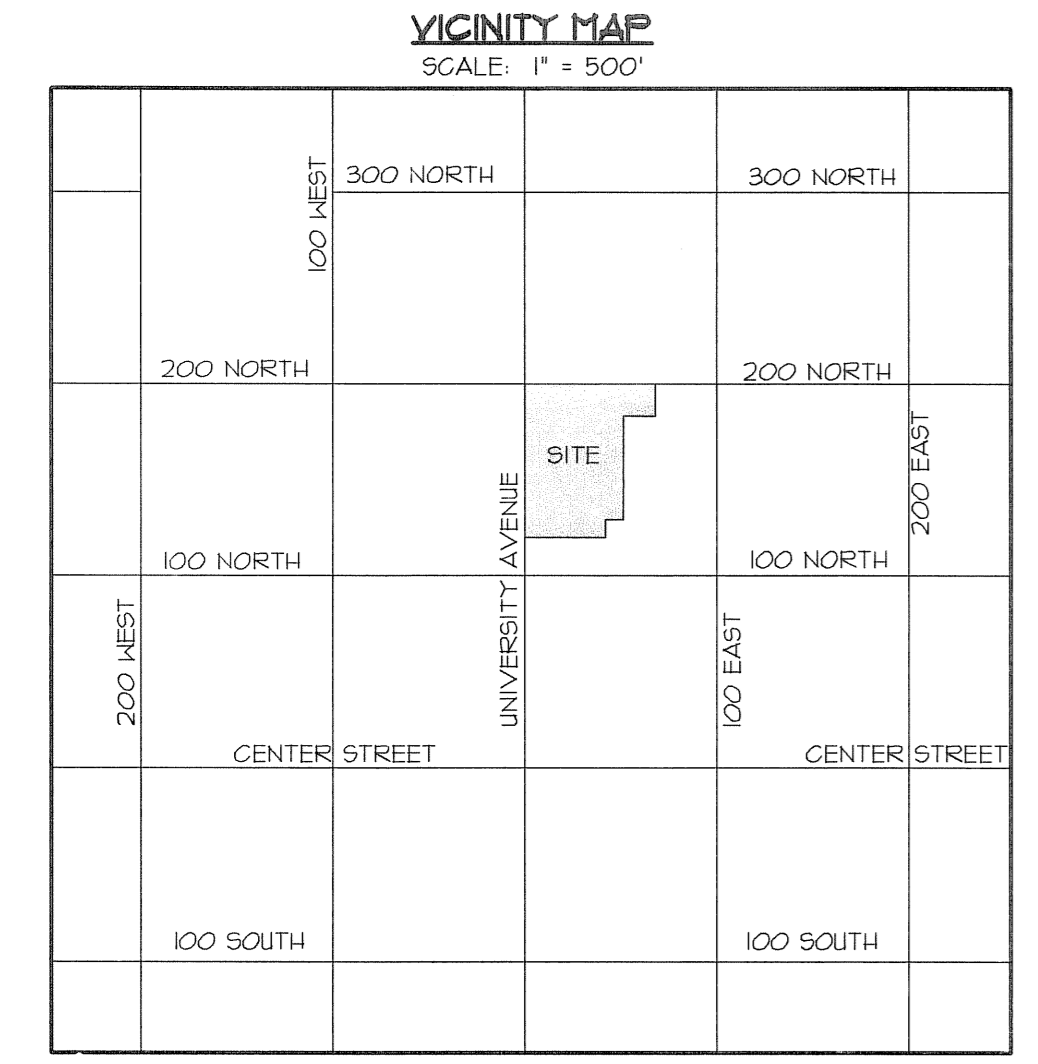 VICINITY MAP
SCALE: 1" = 500'
100 WEST
300 NORTH
300 NORTH
200 NORTH
200 NORTH
SITE
200 EAST
UNIVERSITY AVENUE
100 NORTH
100 NORTH
200 WEST
100 EAST
CENTER STREET
CENTER STREET
100 SOUTH
100 SOUTH